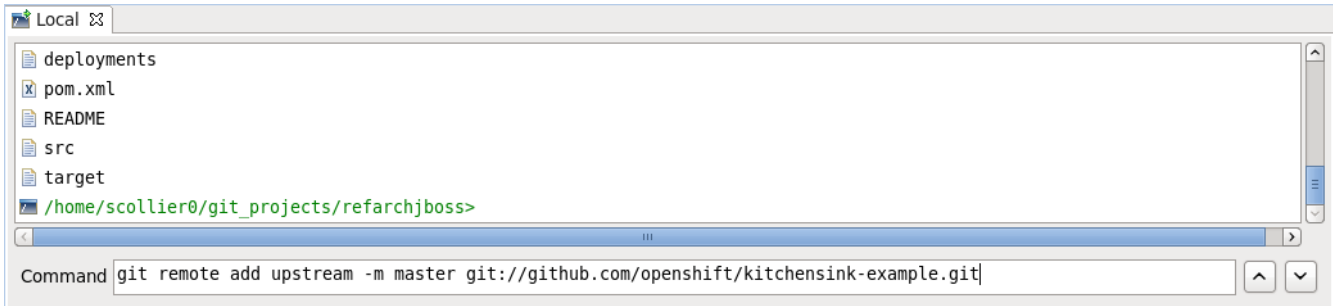 Local
deployments
pom.xml
README
src
target
/home/scollier0/git_projects/refarchjboss>
Command git remote add upstream -m master git://github.com/openshift/kitchensink-example.git